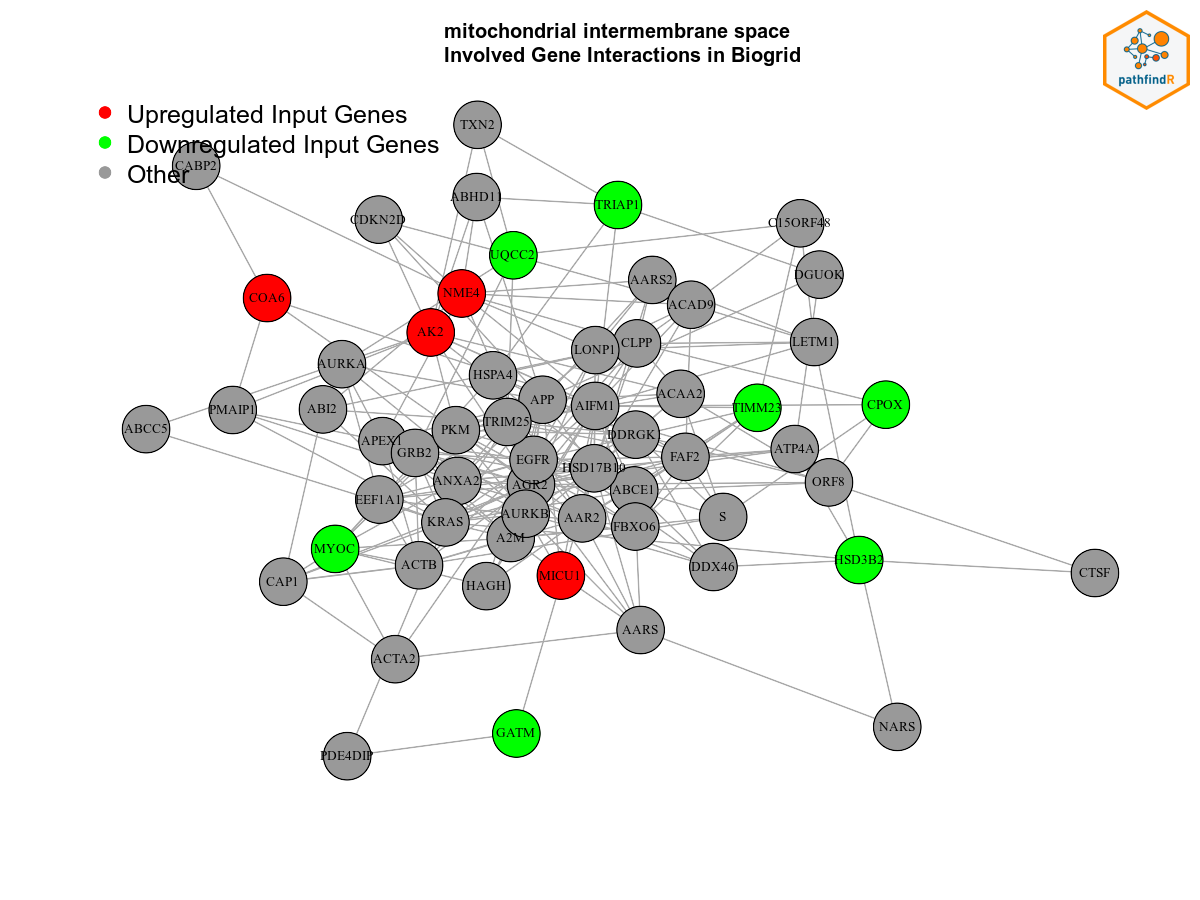 mitochondrial intermembrane space
Involved Gene Interactions in Biogrid
pathfindR
Upregulated Input Genes
Downregulated Input Genes
Other
TXN2
CABP2
ABHD11
TRIAP1
CDKN2D
C15ORF48
UQCC2
DGUOK
AARS2
NME4
COA6
ACAD9
AK2
LETM1
CLPP
LONP1
AURKA
HSPA4
ACAA2
APP
AIFM1
TIMM23
CPOX
ABI2
PMAIP1
TRIM25
ABCC5
PKM
DDRGK
APEX1
GRB2
ATP4A
FAF2
EGFR
HSD17B10
ANXA2
ORF8
AGR2
ABCE1
EEF1A1
AURKB
AAR2
S
KRAS
FBXO6
A2M
MYOC
HSD3B2
ACTB
DDX46
CTSF
MICU1
CAP1
HAGH
AARS
ACTA2
NARS
GATM
PDE4DIP